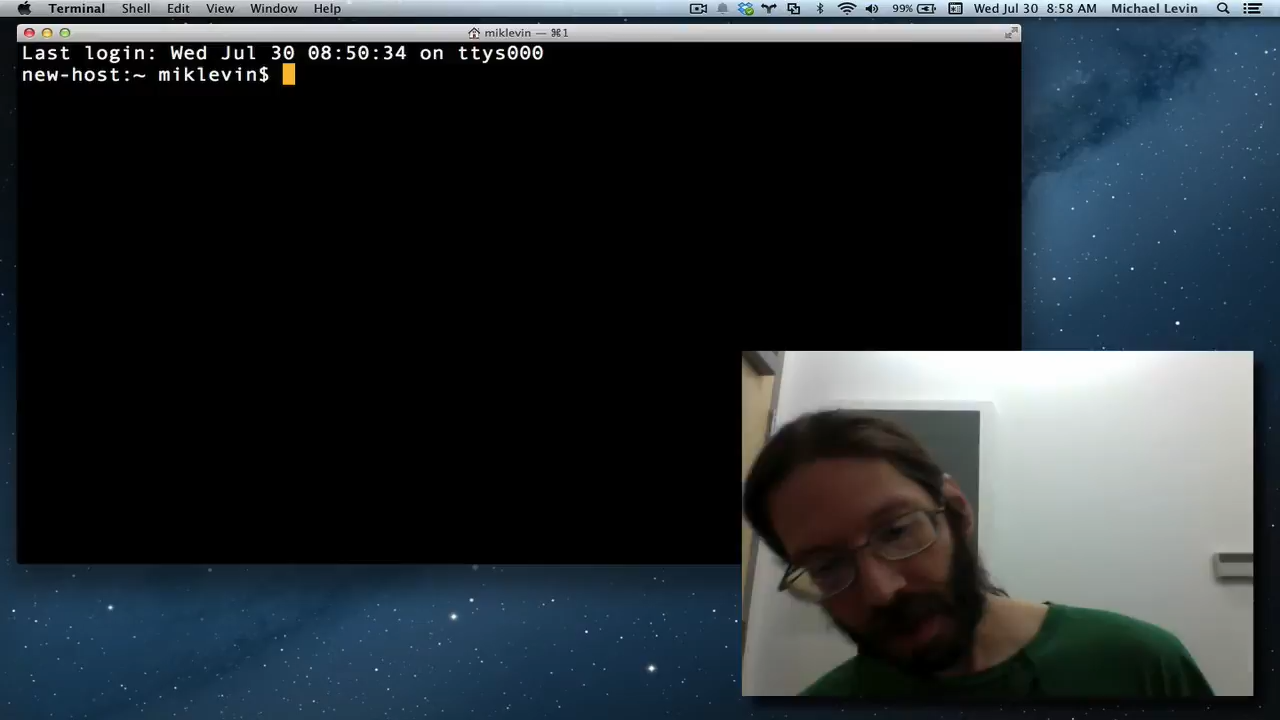 Terminal Shell Edit View Window Help 99% Wed Jul 30 8:58 AM Michael Levin
miklevin — ⌘1
Last login: Wed Jul 30 08:50:34 on ttys000
new-host:~ miklevin$